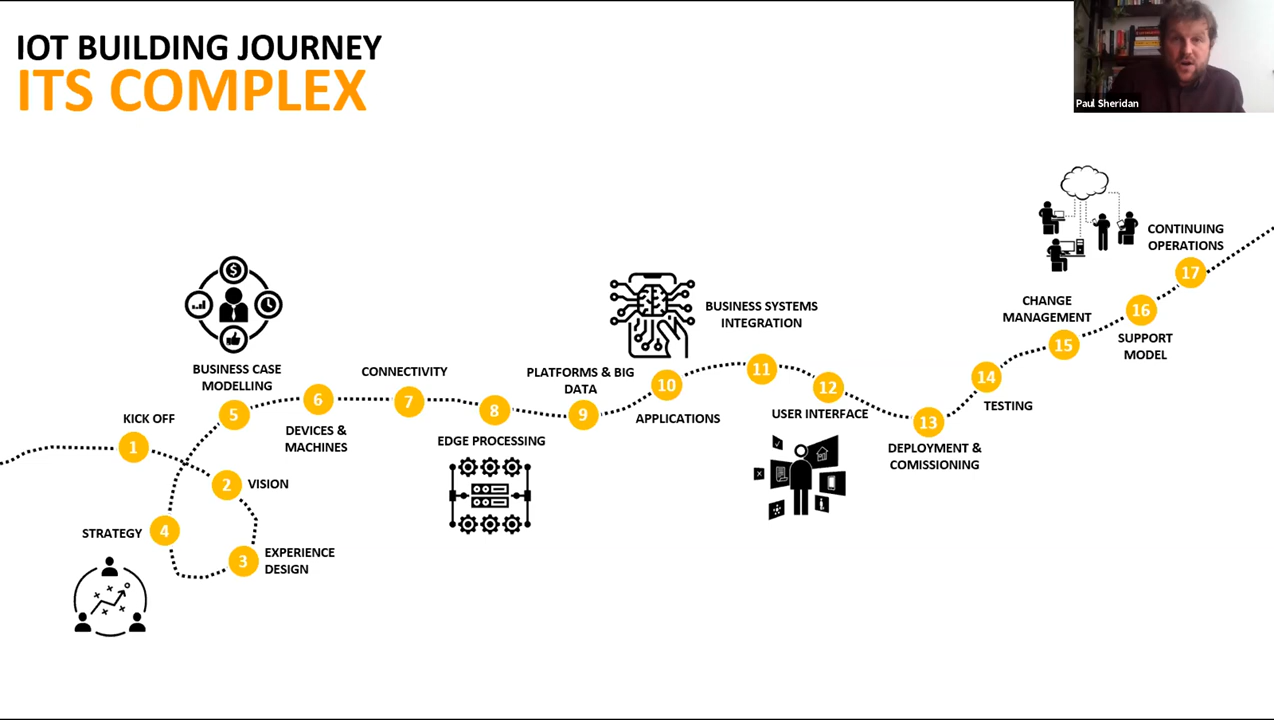 IOT BUILDING JOURNEY
ITS COMPLEX
Paul Sheridan
KICK OFF
1
2
VISION
3
EXPERIENCE
DESIGN
STRATEGY
4
BUSINESS CASE
MODELLING
5
6
DEVICES &
MACHINES
CONNECTIVITY
7
8
EDGE PROCESSING
PLATFORMS & BIG
DATA
9
10
APPLICATIONS
BUSINESS SYSTEMS
INTEGRATION
11
12
USER INTERFACE
13
DEPLOYMENT &
COMISSIONING
14
TESTING
CHANGE
MANAGEMENT
15
16
SUPPORT
MODEL
CONTINUING
OPERATIONS
17